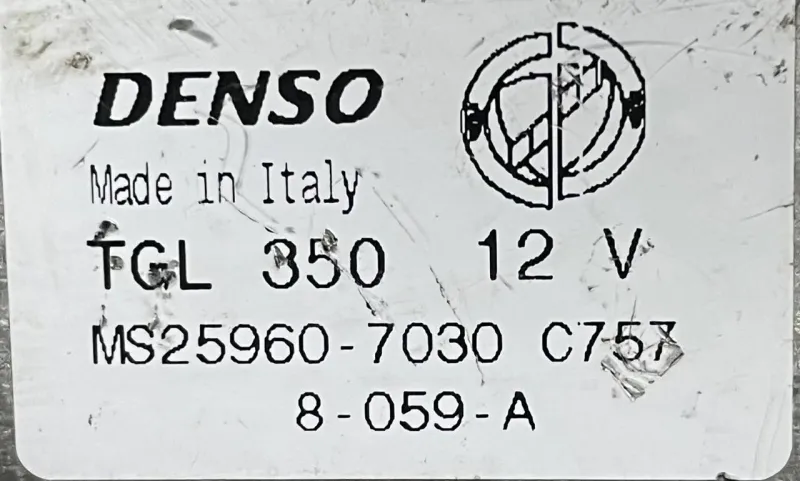 DENSO
Made in Italy
TGL 350 12 V
MS25960-7030 C757
8-059-A